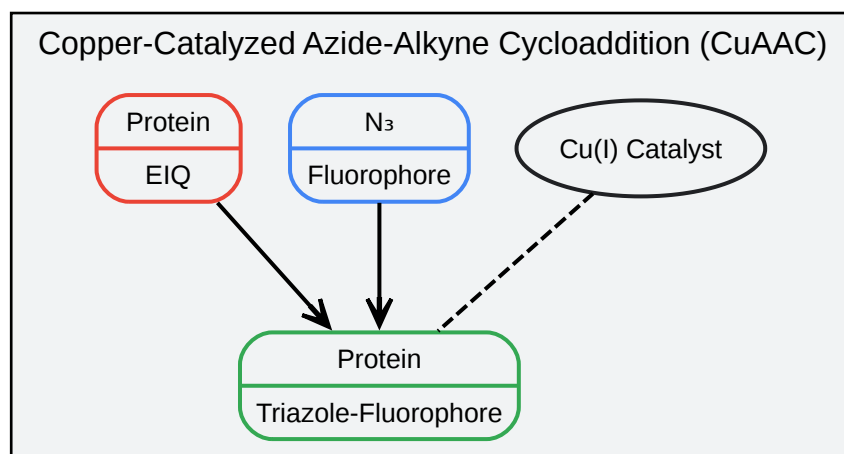 Copper-Catalyzed Azide-Alkyne Cycloaddition (CuAAC)
Protein
EIQ
N₃
Fluorophore
Cu(I) Catalyst
Protein
Triazole-Fluorophore